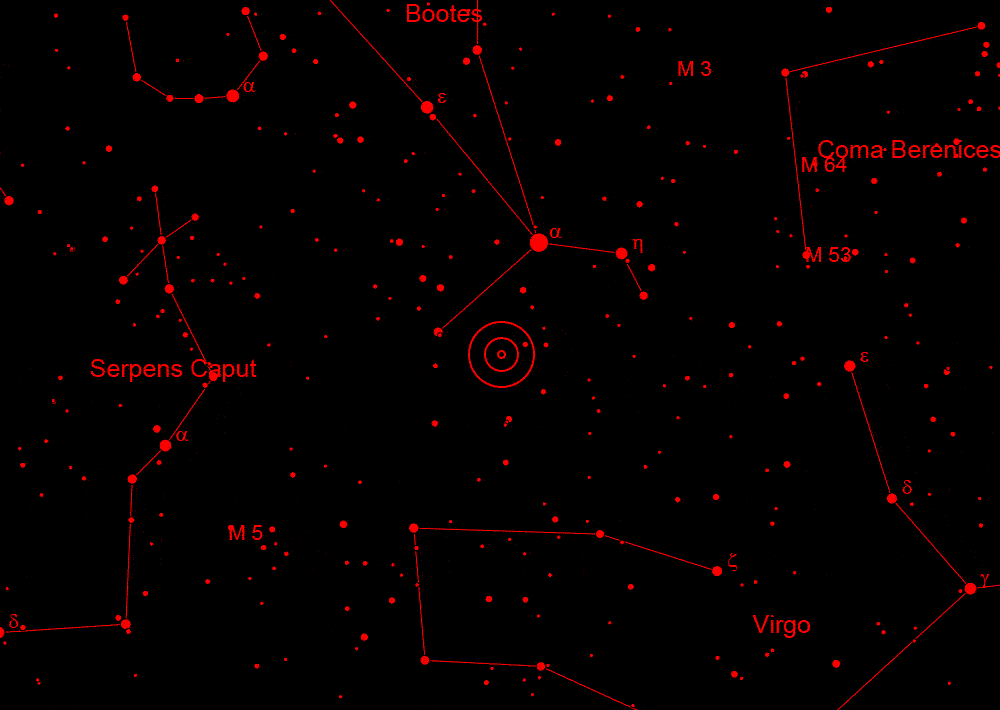 Bootes
M 3
α
ε
Coma Berenices
M 64
α
η
M 53
ε
Serpens Caput
α
δ
M 5
ζ
γ
δ
Virgo